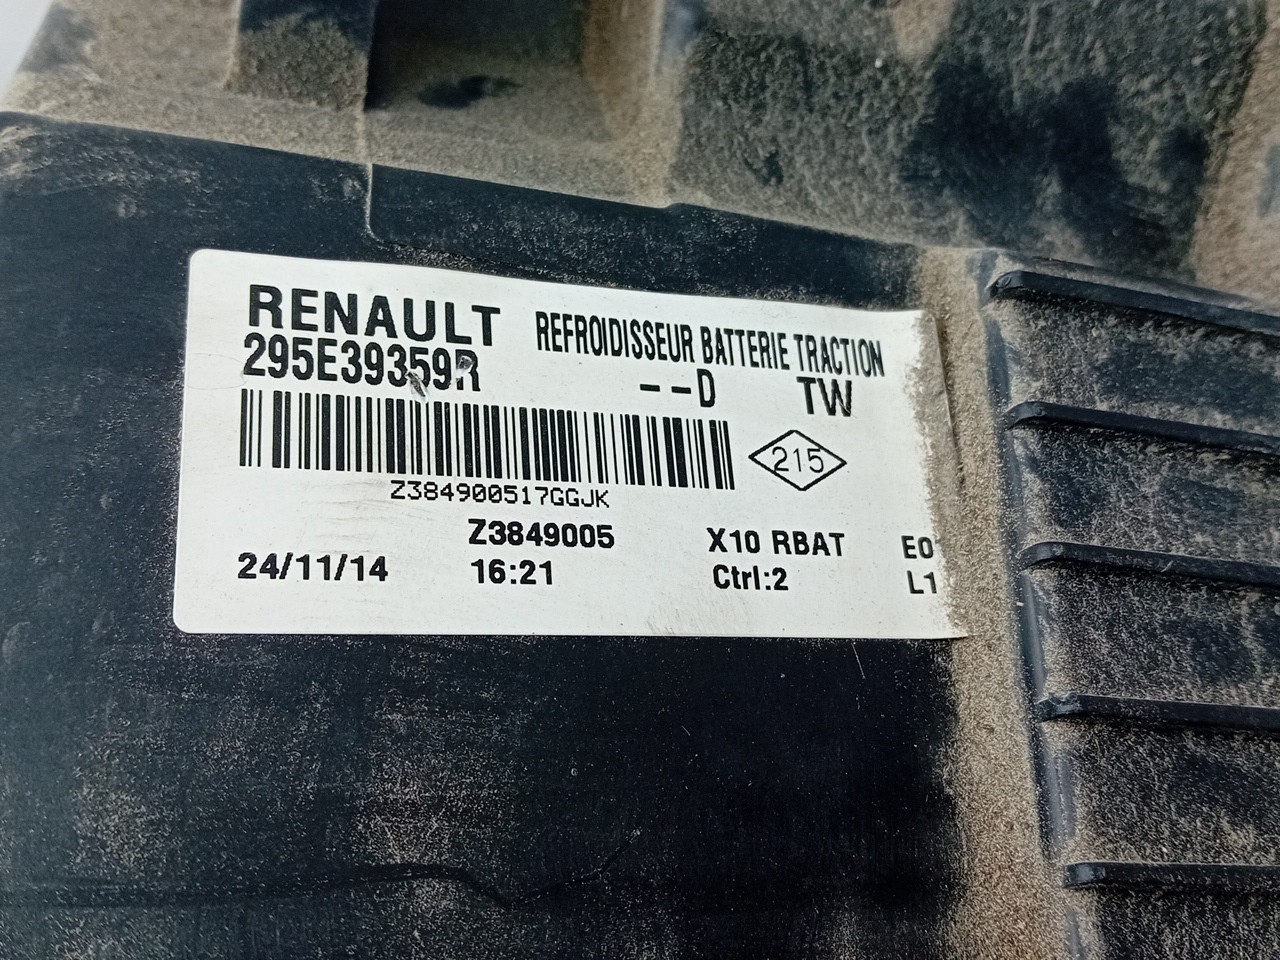 RENAULT REFROIDISSEUR BATTERIE TRACTION
295E39359R --D TW
215
Z384900517GGJK
Z3849005 X10 RBAT E0
24/11/14 16:21 Ctrl:2 L1